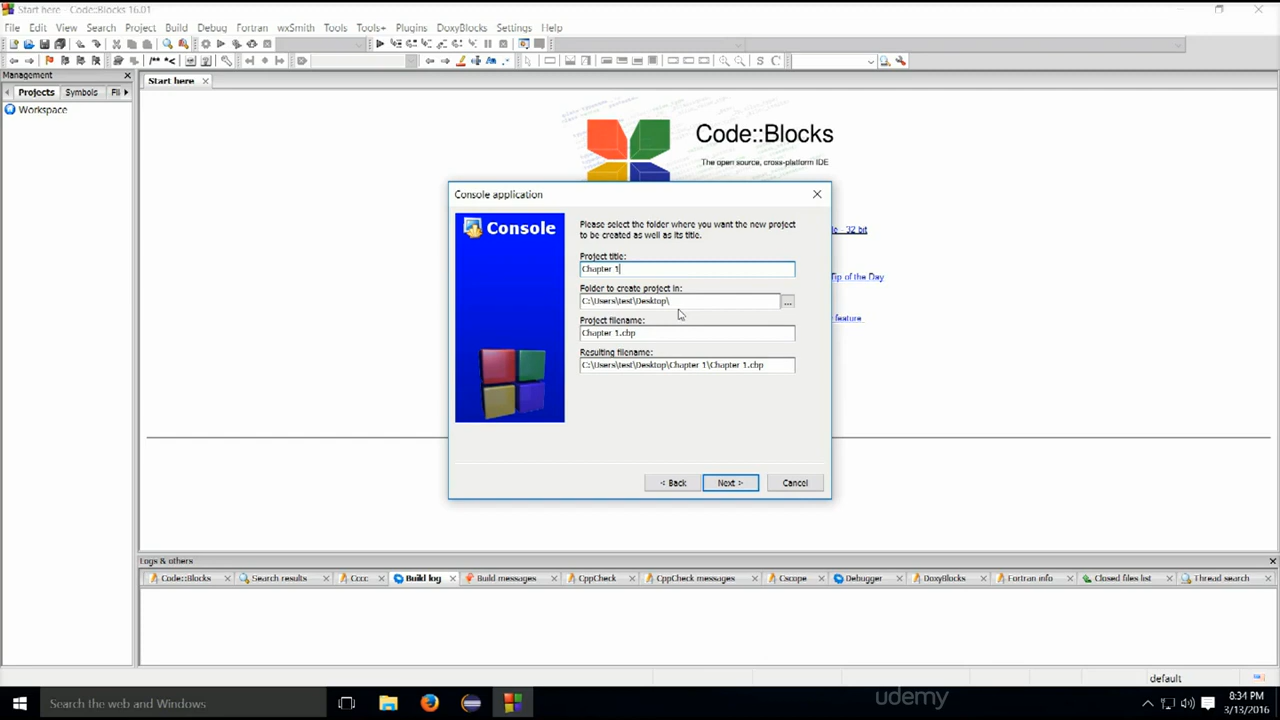 Start here - Code::Blocks 16.01
File Edit View Search Project Build Debug Fortran wxSmith Tools Tools+ Plugins DoxyBlocks Settings Help
Management
Start here
Projects Symbols Fil
Workspace
Code::Blocks
The open source, cross-platform IDE
Console application
Console
Please select the folder where you want the new project
to be created as well as its title.
Project title:
Chapter 1
Folder to create project in:
C:\Users\test\Desktop\
...
Project filename:
Chapter 1.cbp
Resulting filename:
C:\Users\test\Desktop\Chapter 1\Chapter 1.cbp
< Back Next > Cancel
e - 32 bit
ip of the Day
feature
Logs & others
Code::Blocks Search results Cccc Build log Build messages CppCheck CppCheck messages Cscope Debugger DoxyBlocks Fortran info Closed files list Thread search
default
Search the web and Windows
udemy
8:34 PM
3/13/2016